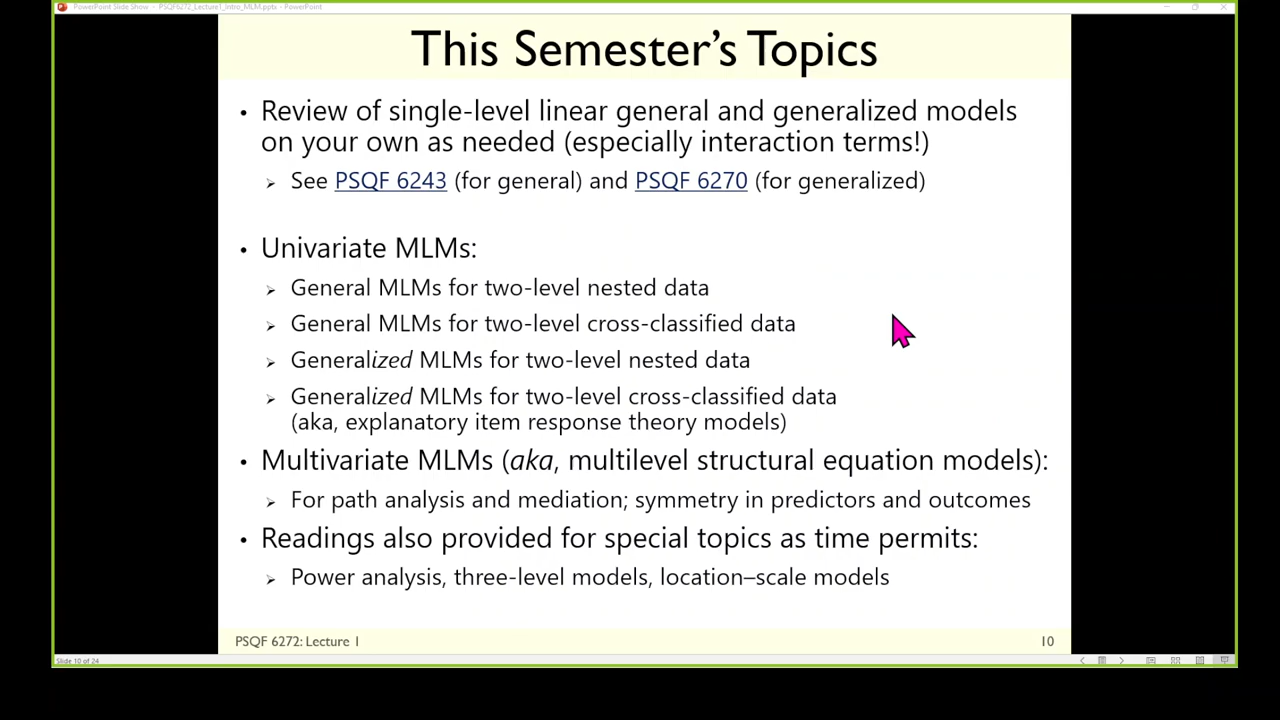 PowerPoint Slide Show - PSQF6272_Lecture1_Intro_MLM.pptx - PowerPoint
This Semester's Topics
• Review of single-level linear general and generalized models
on your own as needed (especially interaction terms!)
➢ See PSQF 6243 (for general) and PSQF 6270 (for generalized)
• Univariate MLMs:
➢ General MLMs for two-level nested data
➢ General MLMs for two-level cross-classified data
➢ Generalized MLMs for two-level nested data
➢ Generalized MLMs for two-level cross-classified data
(aka, explanatory item response theory models)
• Multivariate MLMs (aka, multilevel structural equation models):
➢ For path analysis and mediation; symmetry in predictors and outcomes
• Readings also provided for special topics as time permits:
➢ Power analysis, three-level models, location–scale models
PSQF 6272: Lecture 1 10
Slide 10 of 24